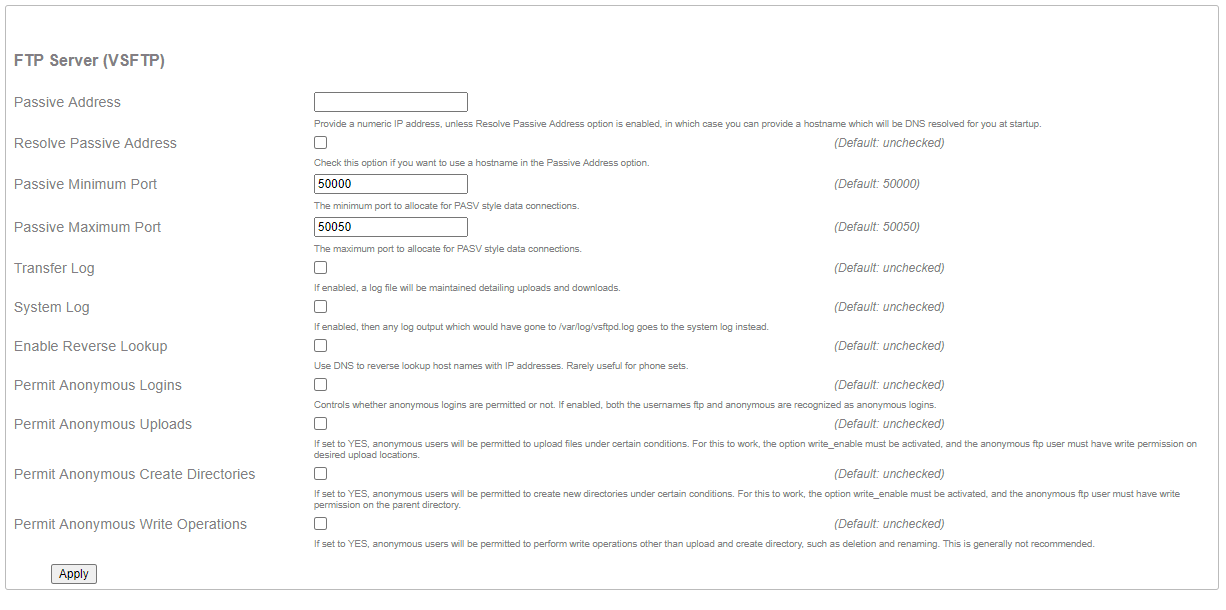 FTP Server (VSFTP)
Passive Address
Provide a numeric IP address, unless Resolve Passive Address option is enabled, in which case you can provide a hostname which will be DNS resolved for you at startup.
Resolve Passive Address (Default: unchecked)
Check this option if you want to use a hostname in the Passive Address option.
Passive Minimum Port 50000 (Default: 50000)
The minimum port to allocate for PASV style data connections.
Passive Maximum Port 50050 (Default: 50050)
The maximum port to allocate for PASV style data connections.
Transfer Log (Default: unchecked)
If enabled, a log file will be maintained detailing uploads and downloads.
System Log (Default: unchecked)
If enabled, then any log output which would have gone to /var/log/vsftpd.log goes to the system log instead.
Enable Reverse Lookup (Default: unchecked)
Use DNS to reverse lookup host names with IP addresses. Rarely useful for phone sets.
Permit Anonymous Logins (Default: unchecked)
Controls whether anonymous logins are permitted or not. If enabled, both the usernames ftp and anonymous are recognized as anonymous logins.
Permit Anonymous Uploads (Default: unchecked)
If set to YES, anonymous users will be permitted to upload files under certain conditions. For this to work, the option write_enable must be activated, and the anonymous ftp user must have write permission on
desired upload locations.
Permit Anonymous Create Directories (Default: unchecked)
If set to YES, anonymous users will be permitted to create new directories under certain conditions. For this to work, the option write_enable must be activated, and the anonymous ftp user must have write
permission on the parent directory.
Permit Anonymous Write Operations (Default: unchecked)
If set to YES, anonymous users will be permitted to perform write operations other than upload and create directory, such as deletion and renaming. This is generally not recommended.
Apply